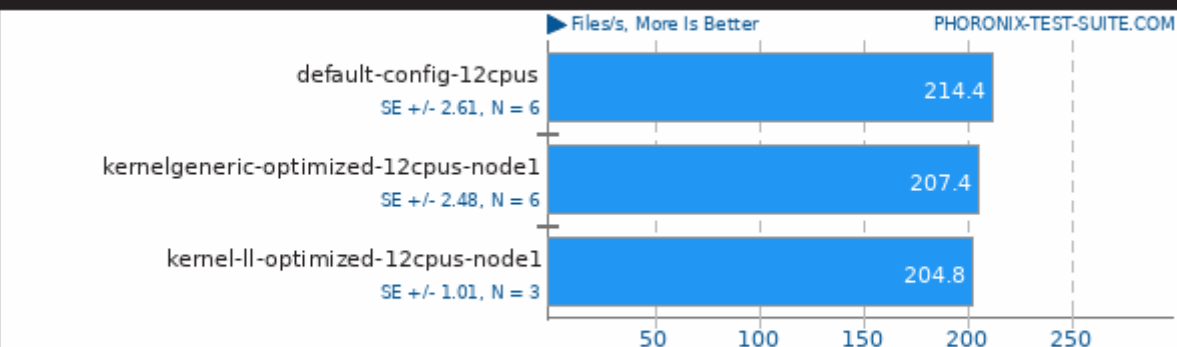 Files/s, More Is Better
PHORONIX-TEST-SUITE.COM
default-config-12cpus
SE +/- 2.61, N = 6
214.4
kernelgeneric-optimized-12cpus-node1
SE +/- 2.48, N = 6
207.4
kernel-ll-optimized-12cpus-node1
SE +/- 1.01, N = 3
204.8
50 100 150 200 250